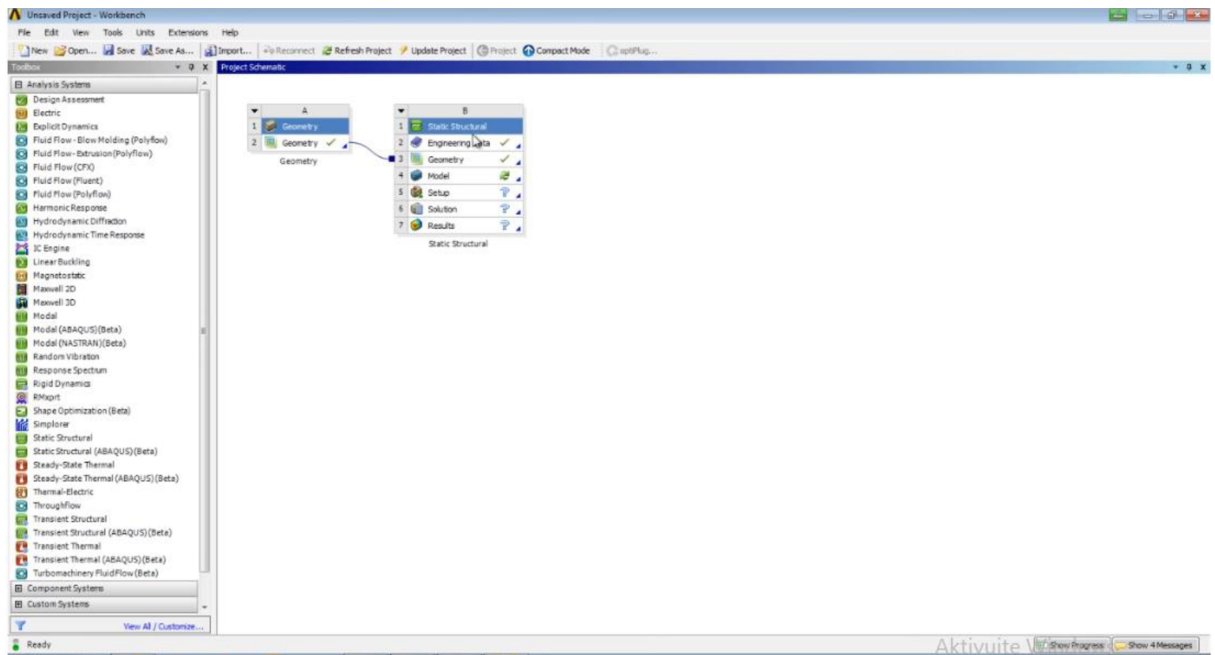 Unsaved Project - Workbench
File Edit View Tools Units Extensions Help
New Open... Save Save As... Import... Reconnect Refresh Project Update Project Project Compact Mode optiPlug...
Toolbox
Project Schematic
Analysis Systems
Design Assessment
Electric
Explicit Dynamics
Fluid Flow - Blow Molding (Polyflow)
Fluid Flow - Extrusion (Polyflow)
Fluid Flow (CFX)
Fluid Flow (Fluent)
Fluid Flow (Polyflow)
Harmonic Response
Hydrodynamic Diffraction
Hydrodynamic Time Response
IC Engine
Linear Buckling
Magnetostatic
Maxwell 2D
Maxwell 3D
Modal
Modal (ABAQUS) (Beta)
Modal (NASTRAN) (Beta)
Random Vibration
Response Spectrum
Rigid Dynamics
RMxprt
Shape Optimization (Beta)
Simplorer
Static Structural
Static Structural (ABAQUS) (Beta)
Steady-State Thermal
Steady-State Thermal (ABAQUS) (Beta)
Thermal-Electric
Throughflow
Transient Structural
Transient Structural (ABAQUS) (Beta)
Transient Thermal
Transient Thermal (ABAQUS) (Beta)
Turbomachinery Fluid Flow (Beta)
Component Systems
Custom Systems
View All / Customize...
A
1 Geometry
2 Geometry
Geometry
B
1 Static Structural
2 Engineering Data
3 Geometry
4 Model
5 Setup
6 Solution
7 Results
Static Structural
Ready
Aktivuite
Show Progress Show 4 Messages